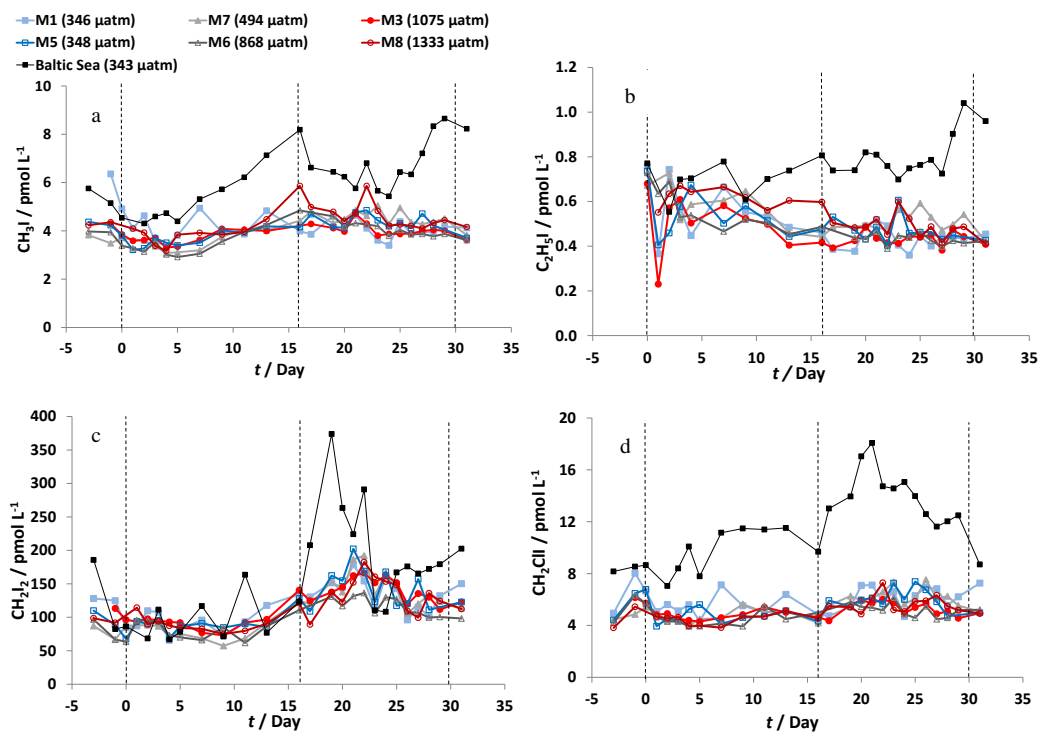 M1 (346 µatm) M7 (494 µatm) M3 (1075 µatm)
M5 (348 µatm) M6 (868 µatm) M8 (1333 µatm)
Baltic Sea (343 µatm)
a
CH₃I / pmol L⁻¹
10
8
6
4
2
0
-5 0 5 10 15 20 25 30 35
t / Day
b
C₂H₅I / pmol L⁻¹
1.2
1.0
0.8
0.6
0.4
0.2
0.0
-5 0 5 10 15 20 25 30 35
t / Day
c
CH₂I₂ / pmol L⁻¹
400
350
300
250
200
150
100
50
0
-5 0 5 10 15 20 25 30 35
t / Day
d
CH₂ClI / pmol L⁻¹
20
16
12
8
4
0
-5 0 5 10 15 20 25 30 35
t / Day